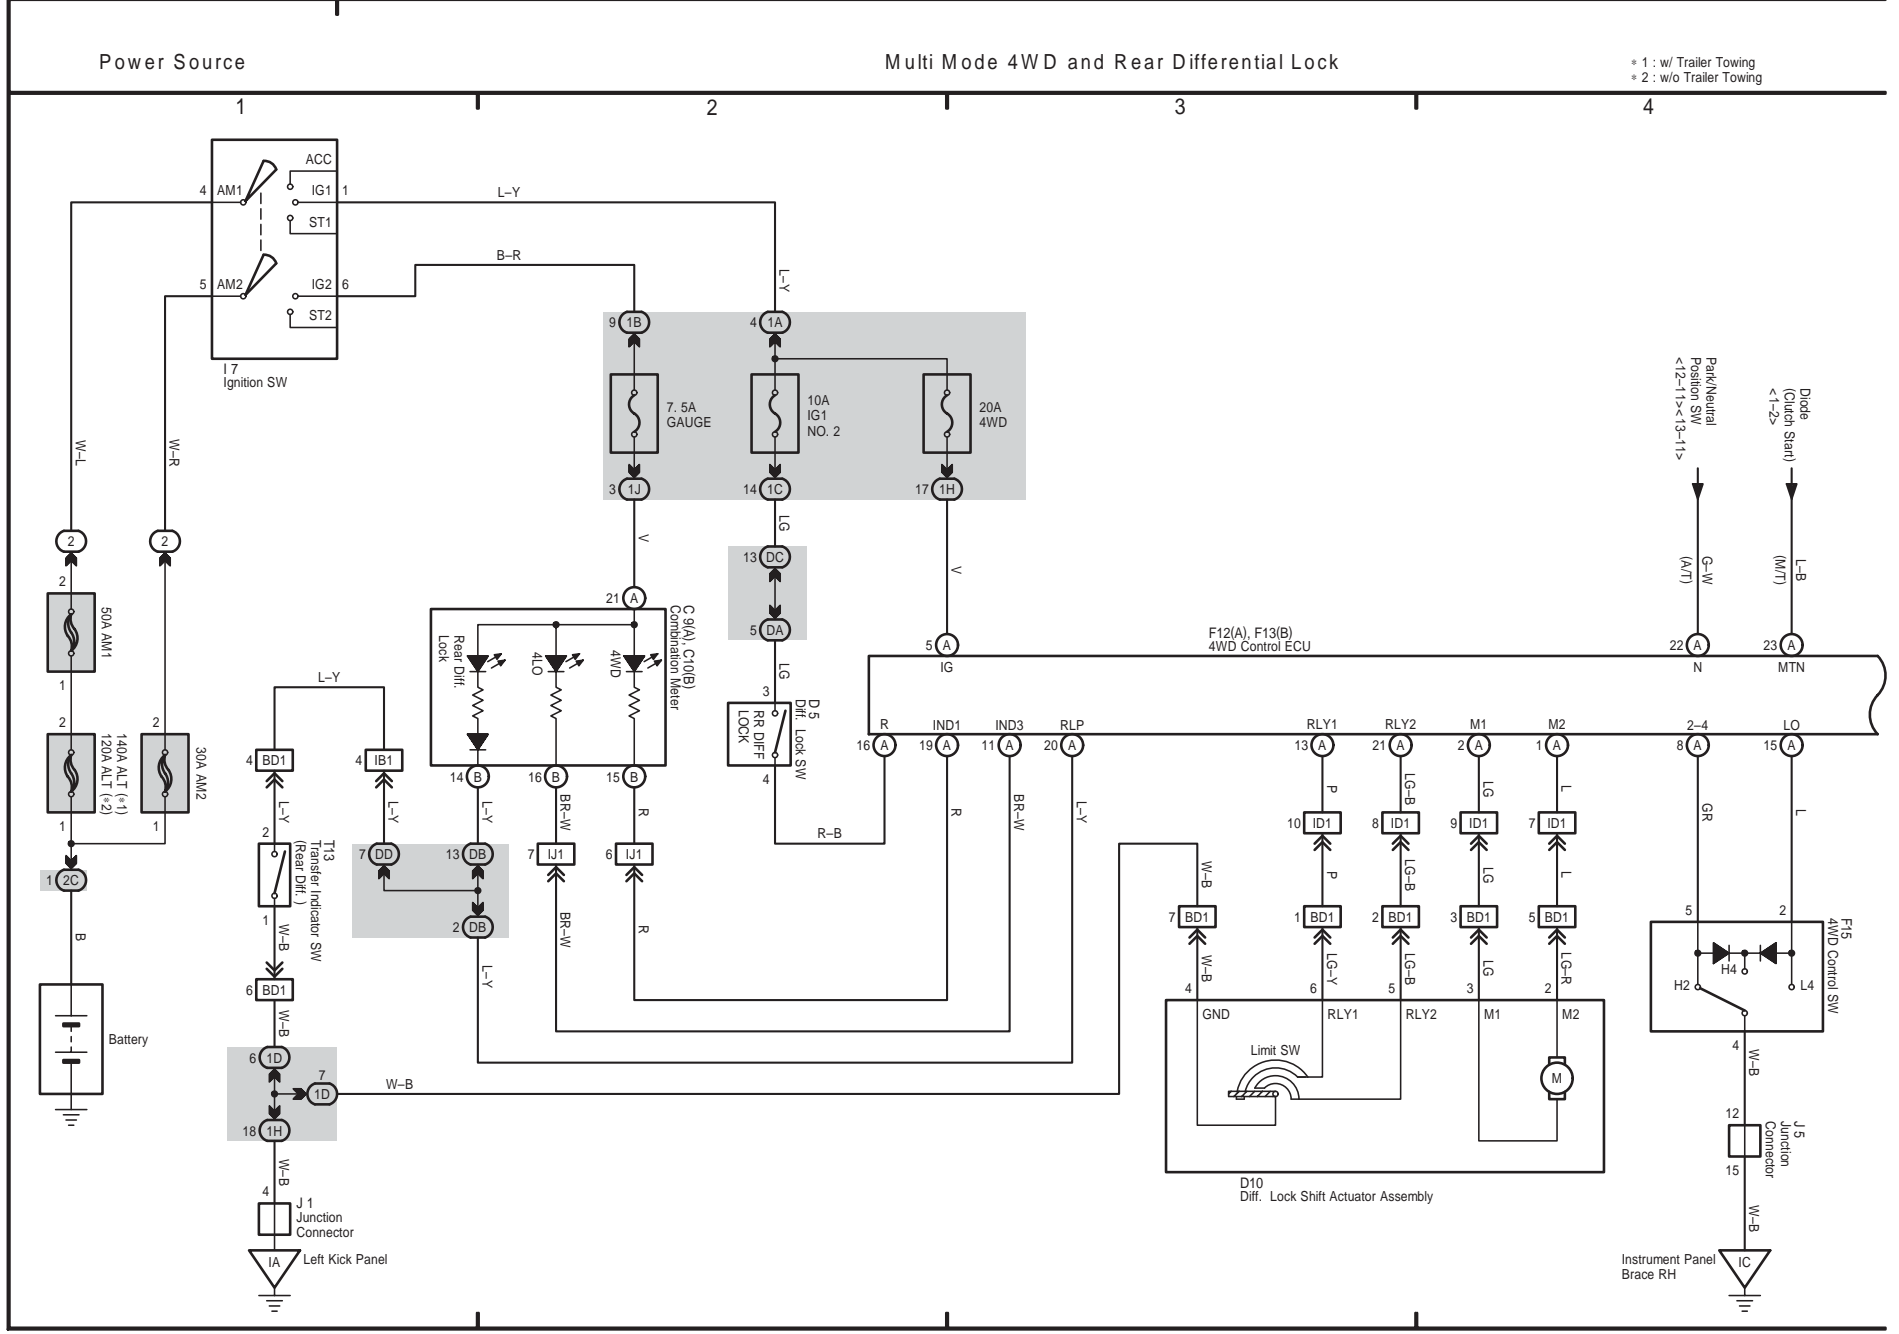 Power Source
Multi Mode 4WD and Rear Differential Lock
* 1 : w/ Trailer Towing
* 2 : w/o Trailer Towing
1
2
3
4
ACC
4
AM1
IG1
1
ST1
5
AM2
IG2
6
ST2
I 7
Ignition SW
L–Y
B–R
L–Y
9
1B
4
1A
7. 5A
GAUGE
10A
IG1
NO. 2
20A
4WD
3
1J
14
1C
17
1H
W–L
W–R
2
2
2
50A AM1
1
2
140A ALT (*1)
120A ALT (*2)
1
2
30A AM2
1
1
2C
B
Battery
V
LG
13
DC
5
DA
LG
V
21
A
C 9(A), C10(B)
Combination Meter
Rear Diff.
Lock
4LO
4WD
14
B
16
B
15
B
3
D 5
Diff. Lock SW
RR DIFF
LOCK
4
R–B
L–Y
4
BD1
4
IB1
L–Y
L–Y
L–Y
BR–W
R
2
T13
Transfer Indicator SW
(Rear Diff. )
1
7
DD
13
DB
2
DB
7
IJ1
6
IJ1
W–B
BR–W
R
L–Y
6
BD1
W–B
6
1D
7
1D
18
1H
W–B
W–B
4
J 1
Junction
Connector
IA
Left Kick Panel
Park/Neutral
Position SW
<12–11><13–11>
Diode
(Clutch Start)
<1–2>
G–W
(A/T)
L–B
(M/T)
F12(A), F13(B)
4WD Control ECU
5
A
IG
22
A
N
23
A
MTN
R
IND1
IND3
RLP
RLY1
RLY2
M1
M2
2–4
LO
16
A
19
A
11
A
20
A
13
A
21
A
2
A
1
A
8
A
15
A
R
BR–W
L–Y
P
LG–B
LG
L
GR
L
10
ID1
8
ID1
9
ID1
7
ID1
W–B
P
LG–B
LG
L
7
BD1
1
BD1
2
BD1
3
BD1
5
BD1
W–B
LG–Y
LG–B
LG
LG–R
4
6
5
3
2
GND
RLY1
RLY2
M1
M2
Limit SW
M
D10
Diff. Lock Shift Actuator Assembly
5
2
F15
4WD Control SW
H4
H2
L4
4
W–B
12
J 5
Junction
Connector
15
W–B
Instrument Panel
Brace RH
IC